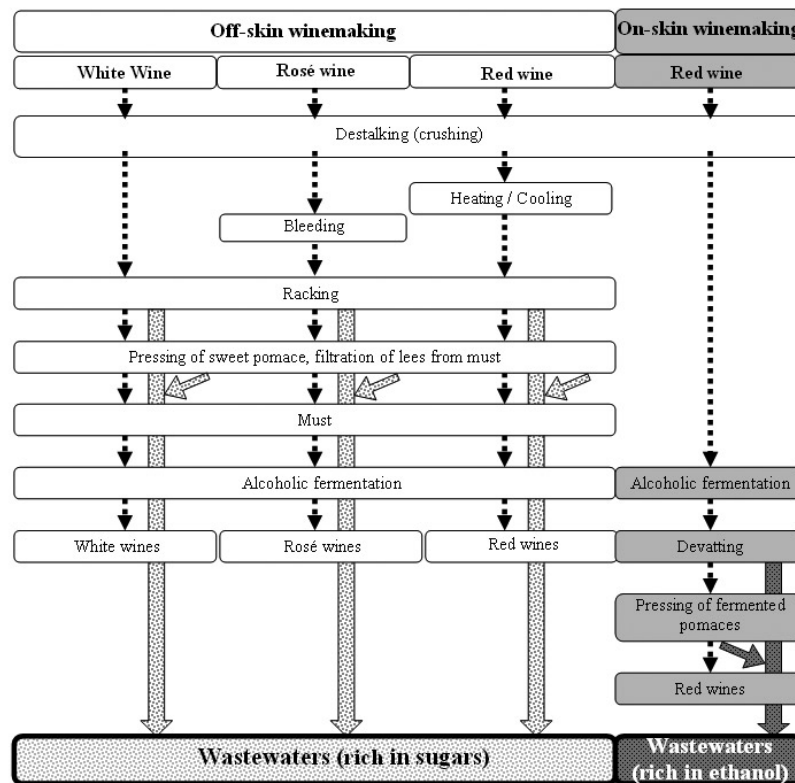 Off-skin winemaking
On-skin winemaking
White Wine
Rosé wine
Red wine
Red wine
Destalking (crushing)
Heating / Cooling
Bleeding
Racking
Pressing of sweet pomace, filtration of lees from must
Must
Alcoholic fermentation
Alcoholic fermentation
White wines
Rosé wines
Red wines
Devatting
Pressing of fermented
pomaces
Red wines
Wastewaters (rich in sugars)
Wastewaters
(rich in ethanol)